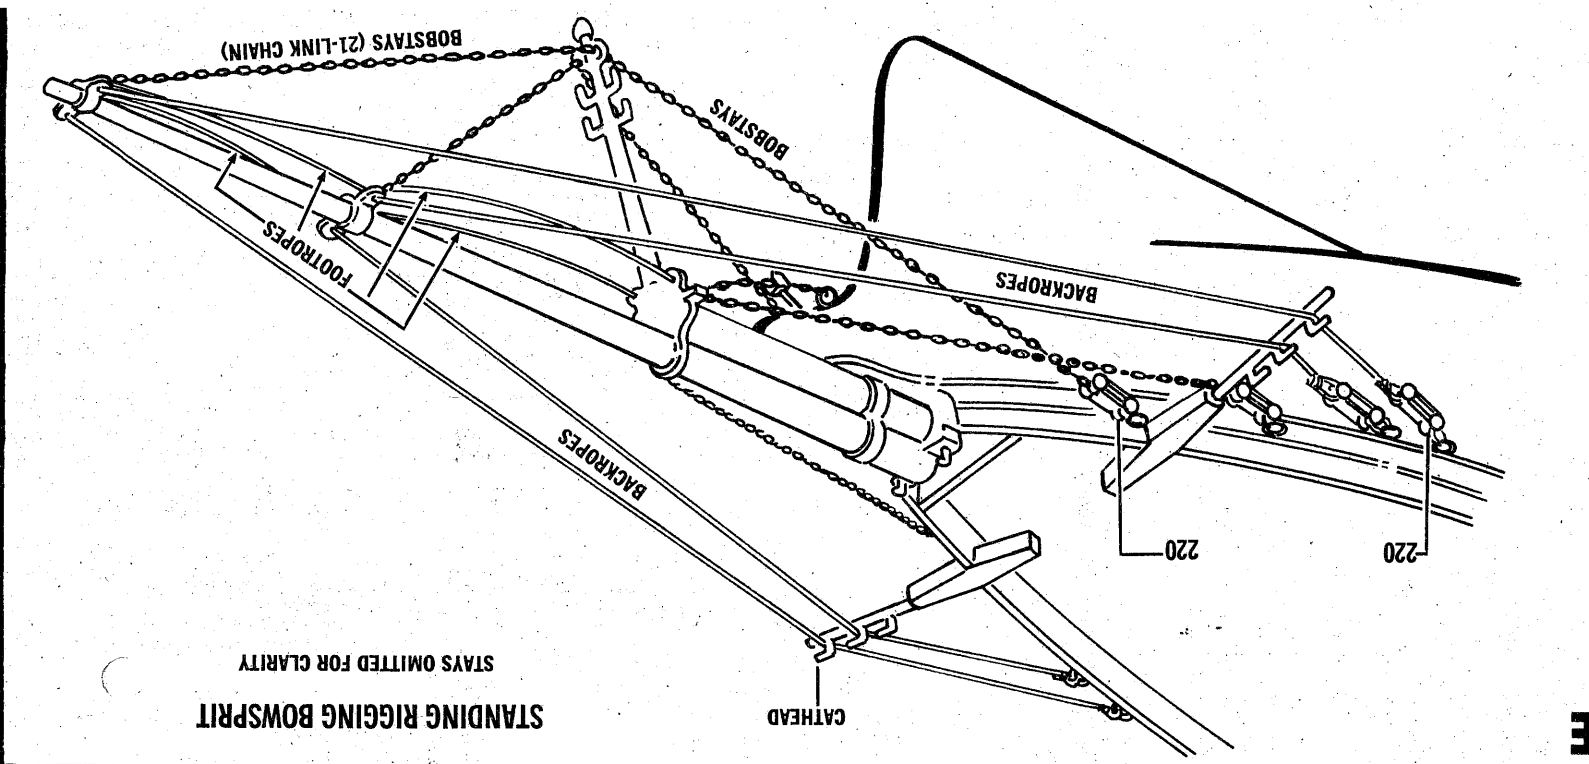 STANDING RIGGING BOWSPRIT
STAYS OMITTED FOR CLARITY
CATHEAD
220
220
BACKROPES
BACKROPES
FOOTROPES
BOBSTAYS
BOBSTAYS (21-LINK CHAIN)
E